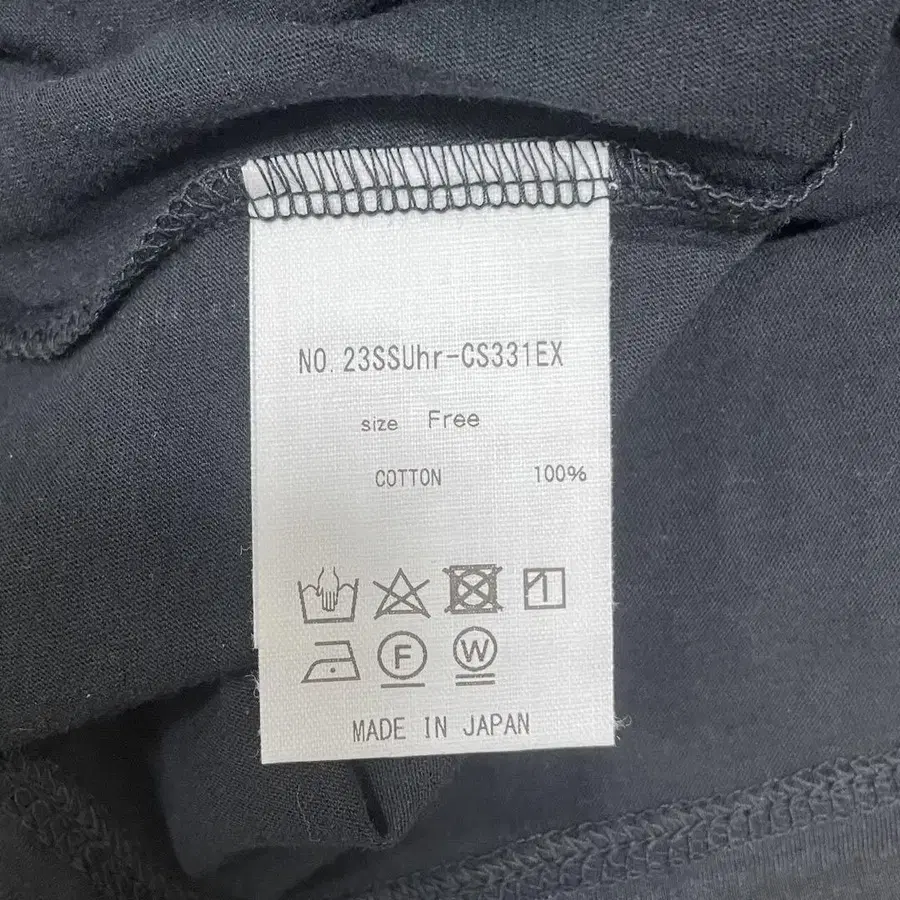 NO. 23SSUhr-CS331EX
size Free
COTTON 100%
F W
MADE IN JAPAN